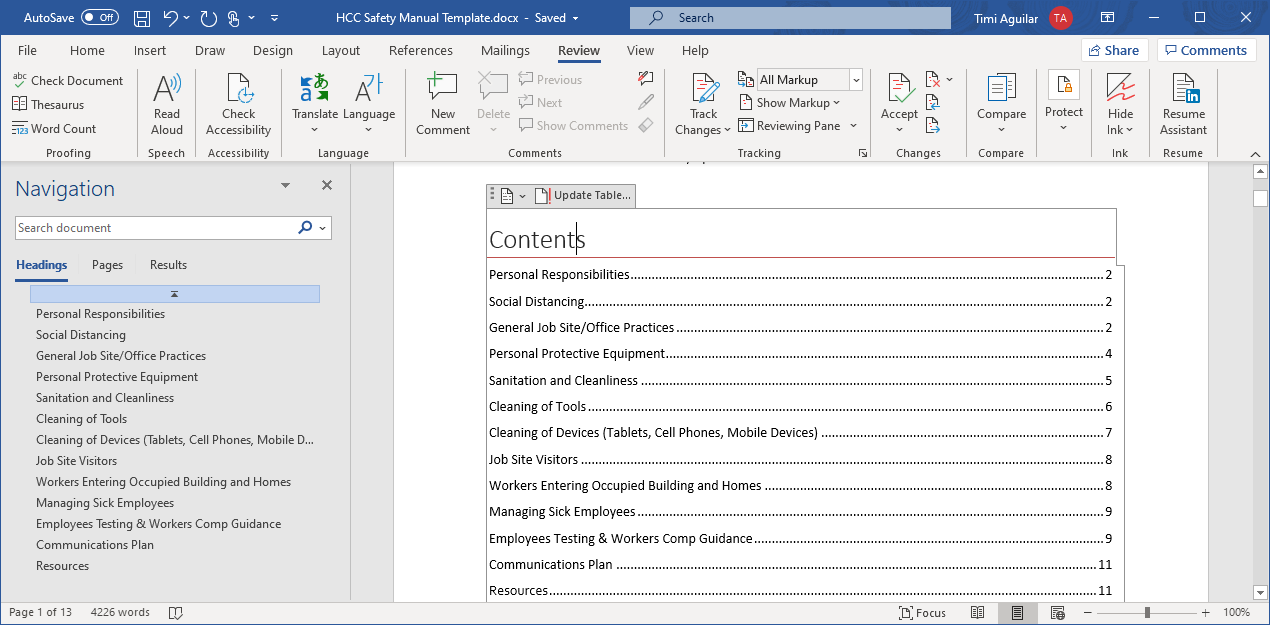 AutoSave Off HCC Safety Manual Template.docx - Saved Search Timi Aguilar TA
File Home Insert Draw Design Layout References Mailings Review View Help Share Comments
abc Check Document
Thesaurus
123 Word Count
Proofing
Read Aloud
Speech
Check Accessibility
Accessibility
Translate Language
Language
New Comment
Delete
Previous
Next
Show Comments
Comments
Track Changes
All Markup
Show Markup
Reviewing Pane
Tracking
Accept
Changes
Compare
Compare
Protect
Hide Ink
Ink
Resume Assistant
Resume
Navigation
Search document
Headings Pages Results
Personal Responsibilities
Social Distancing
General Job Site/Office Practices
Personal Protective Equipment
Sanitation and Cleanliness
Cleaning of Tools
Cleaning of Devices (Tablets, Cell Phones, Mobile D...
Job Site Visitors
Workers Entering Occupied Building and Homes
Managing Sick Employees
Employees Testing & Workers Comp Guidance
Communications Plan
Resources
Update Table...
Contents
Personal Responsibilities 2
Social Distancing 2
General Job Site/Office Practices 2
Personal Protective Equipment 4
Sanitation and Cleanliness 5
Cleaning of Tools 6
Cleaning of Devices (Tablets, Cell Phones, Mobile Devices) 7
Job Site Visitors 8
Workers Entering Occupied Building and Homes 8
Managing Sick Employees 9
Employees Testing & Workers Comp Guidance 9
Communications Plan 11
Resources 11
Page 1 of 13 4226 words Focus 100%